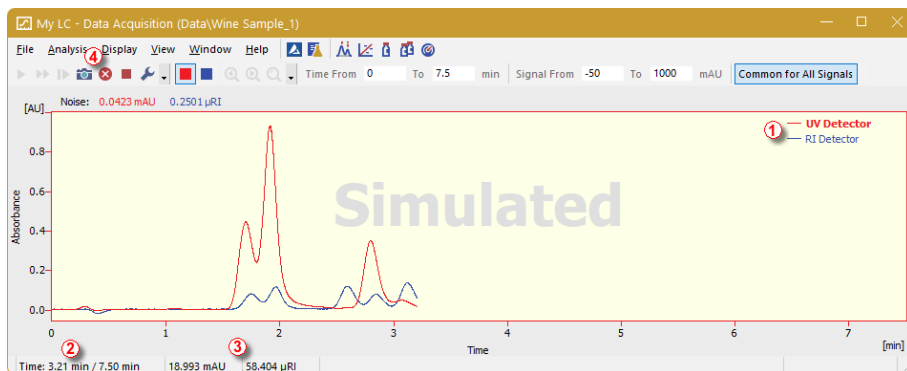 My LC - Data Acquisition (Data\Wine Sample_1)
File Analysis Display View Window Help
4
Time From 0 To 7.5 min Signal From -50 To 1000 mAU Common for All Signals
Noise: 0.0423 mAU 0.2501 µRI
[AU]
1
UV Detector
RI Detector
Simulated
Absorbance
0.8
0.6
0.4
0.2
0.0
0 1 2 3 4 5 6 7
[min]
Time
2
3
Time: 3.21 min / 7.50 min 18.993 mAU 58.404 µRI